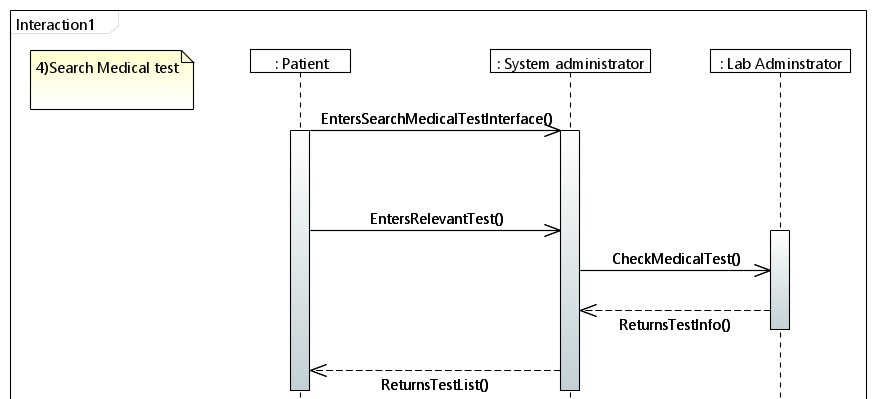 Interaction1
4)Search Medical test
: Patient
: System administrator
: Lab Adminstrator
EntersSearchMedicalTestInterface()
EntersRelevantTest()
CheckMedicalTest()
ReturnsTestInfo()
ReturnsTestList()